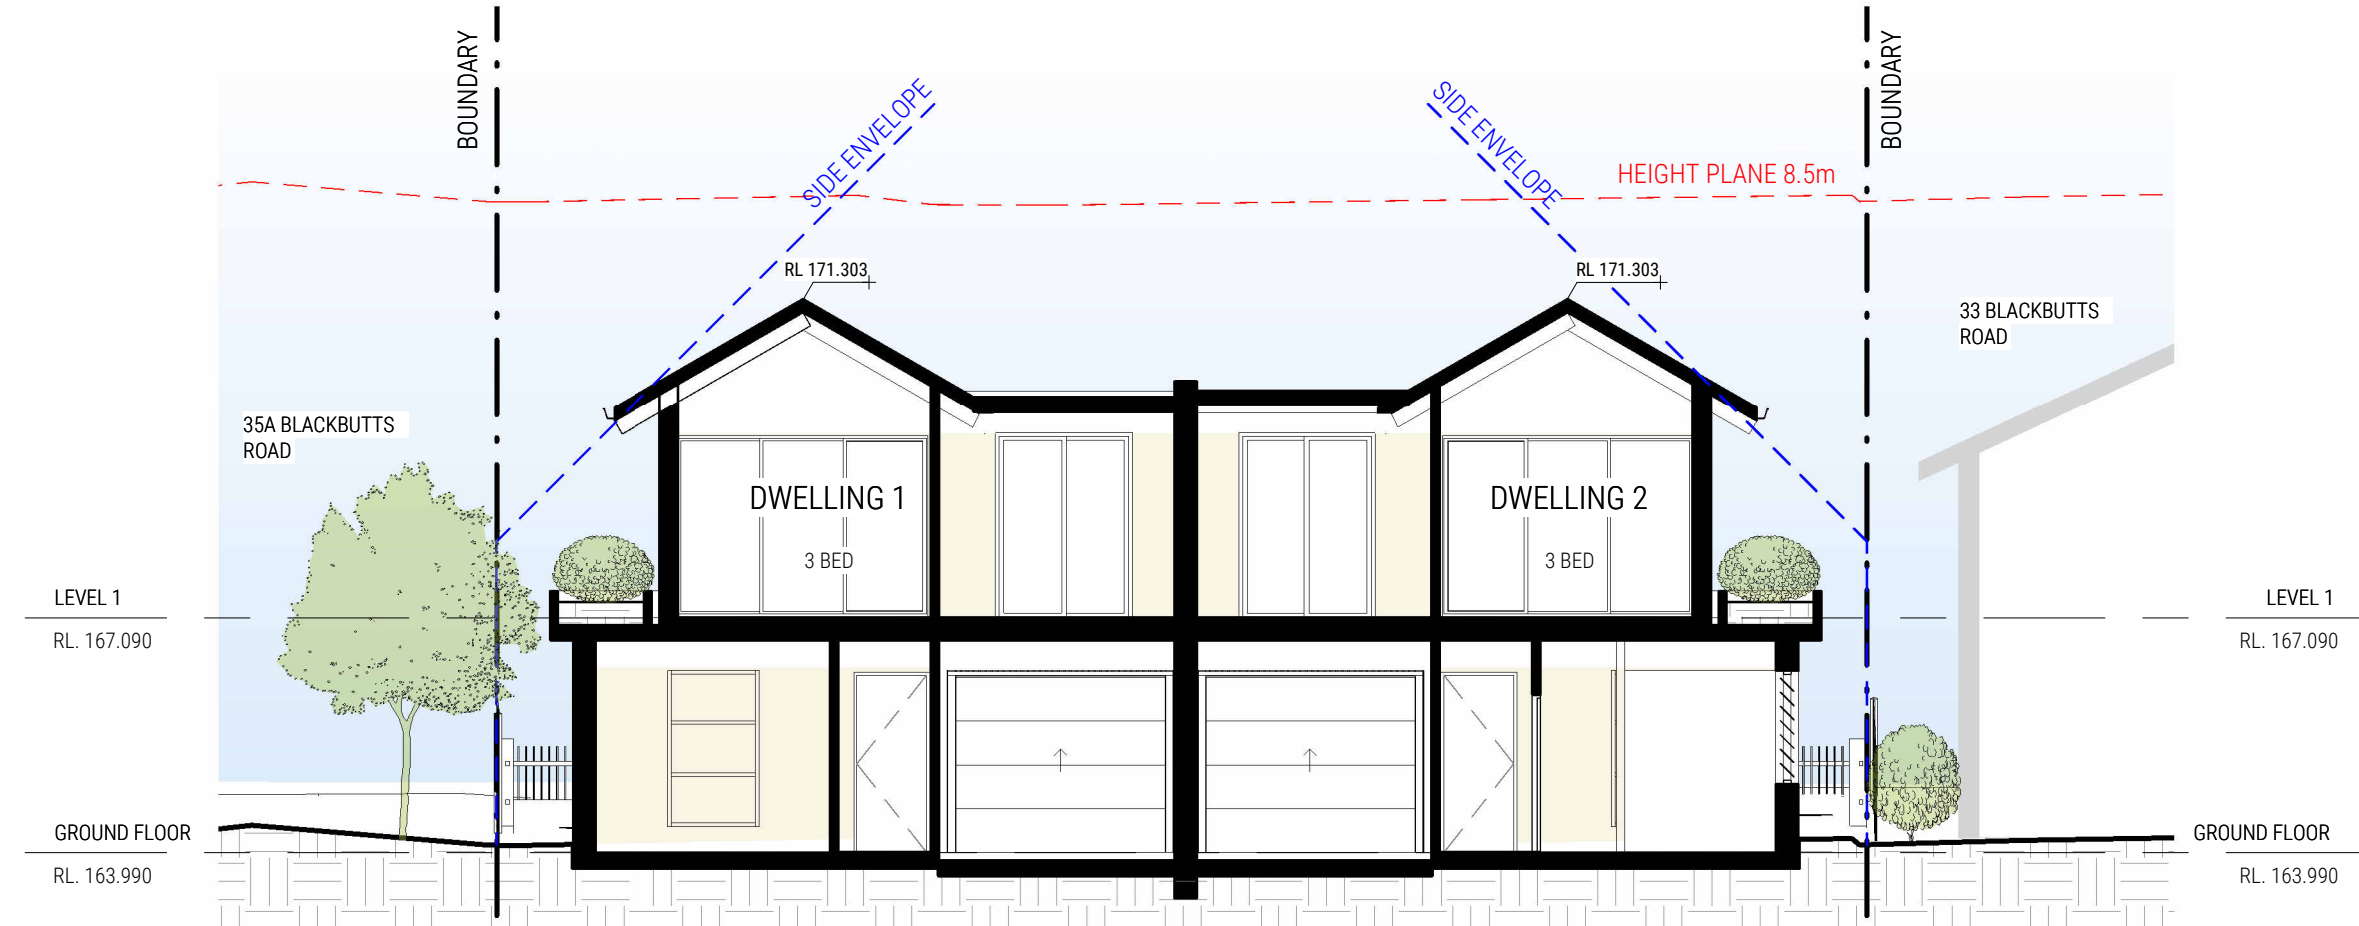 BOUNDARY
BOUNDARY
SIDE ENVELOPE
SIDE ENVELOPE
HEIGHT PLANE 8.5m
RL 171.303
RL 171.303
33 BLACKBUTTS
ROAD
35A BLACKBUTTS
ROAD
DWELLING 1
3 BED
DWELLING 2
3 BED
LEVEL 1
RL. 167.090
LEVEL 1
RL. 167.090
GROUND FLOOR
RL. 163.990
GROUND FLOOR
RL. 163.990